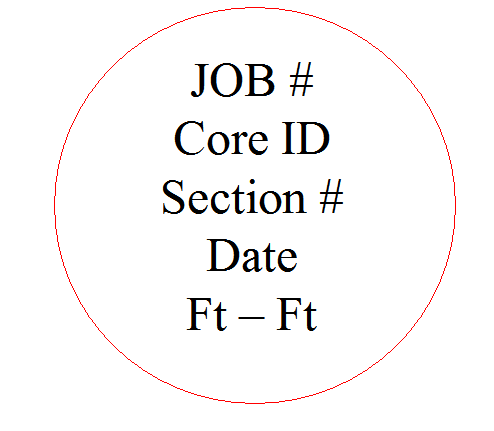 JOB #
Core ID
Section #
Date
Ft – Ft